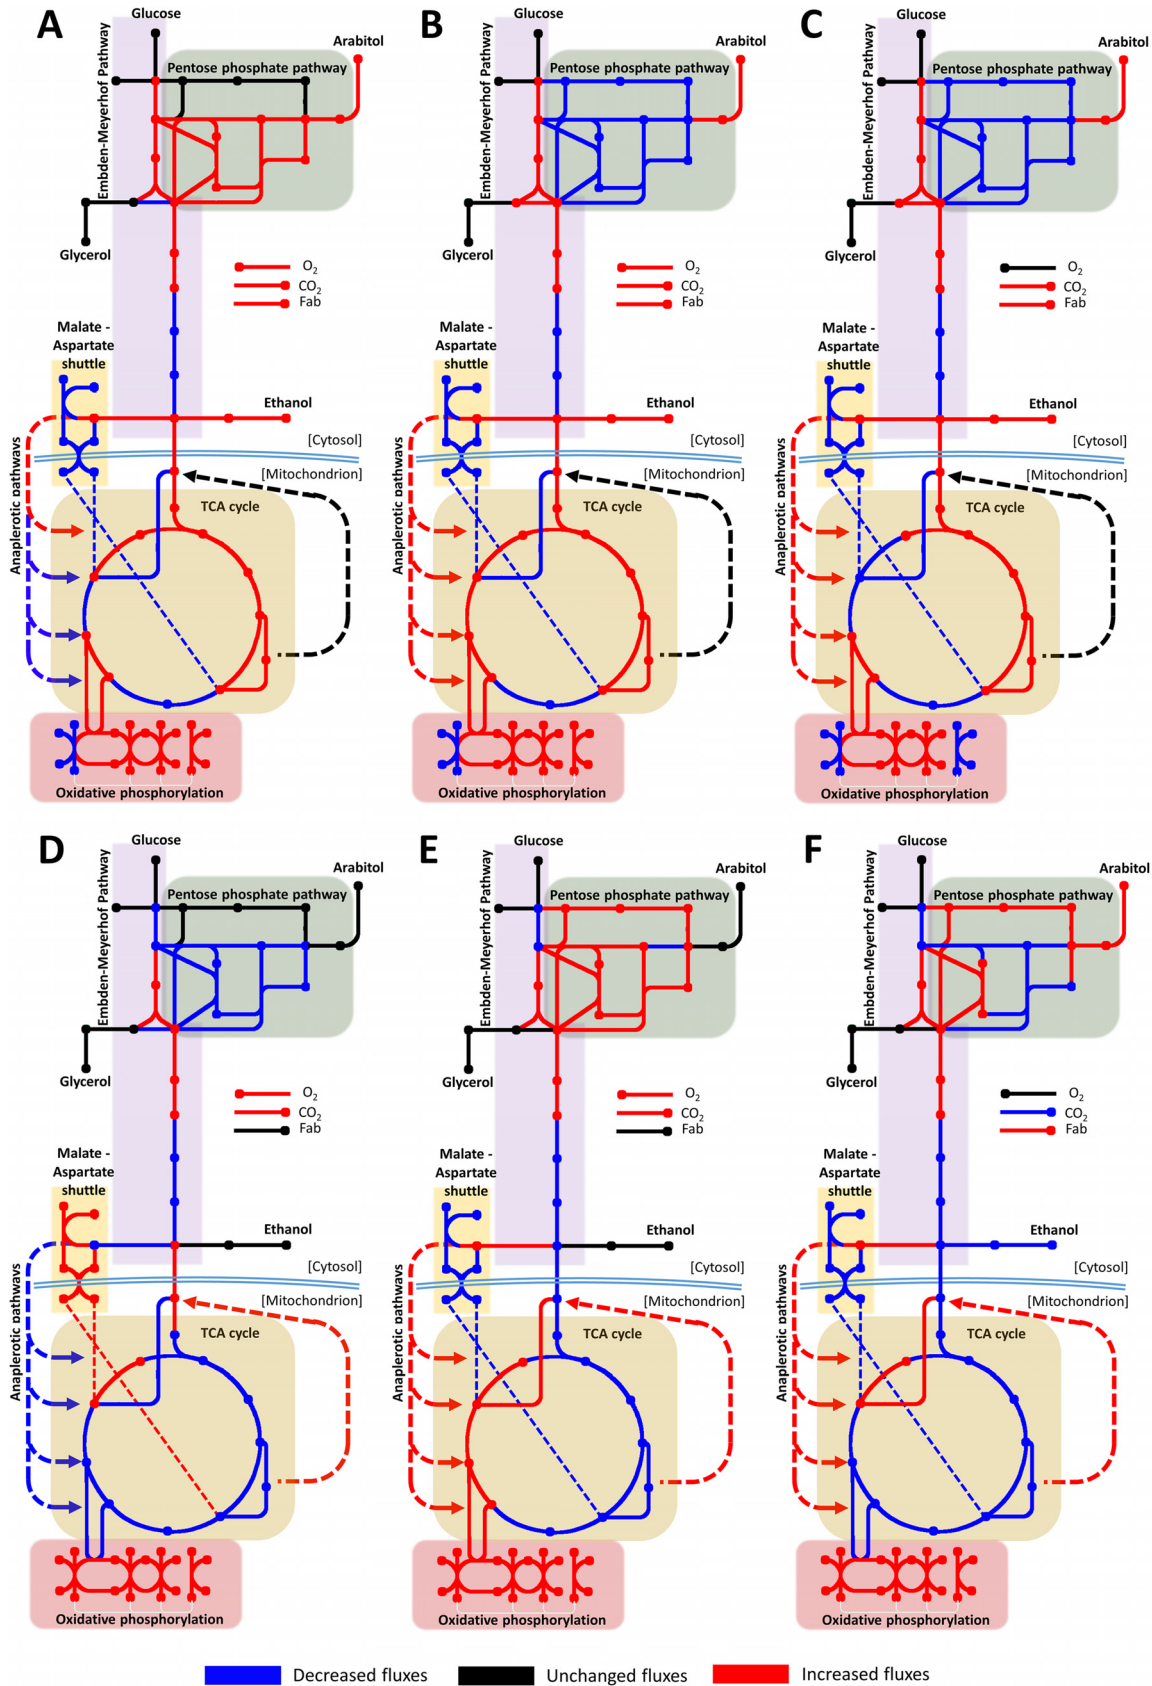 A
Glucose
Embden-Meyerhof Pathway
Pentose phosphate pathway
Arabitol
Glycerol
O2
CO2
Fab
Malate -
Aspartate
shuttle
Ethanol
[Cytosol]
[Mitochondrion]
Anaplerotic pathways
TCA cycle
Oxidative phosphorylation
B
Glucose
Embden-Meyerhof Pathway
Pentose phosphate pathway
Arabitol
Glycerol
O2
CO2
Fab
Malate -
Aspartate
shuttle
Ethanol
[Cytosol]
[Mitochondrion]
Anaplerotic pathways
TCA cycle
Oxidative phosphorylation
C
Glucose
Embden-Meyerhof Pathway
Pentose phosphate pathway
Arabitol
Glycerol
O2
CO2
Fab
Malate -
Aspartate
shuttle
Ethanol
[Cytosol]
[Mitochondrion]
Anaplerotic pathways
TCA cycle
Oxidative phosphorylation
D
Glucose
Embden-Meyerhof Pathway
Pentose phosphate pathway
Arabitol
Glycerol
O2
CO2
Fab
Malate -
Aspartate
shuttle
Ethanol
[Cytosol]
[Mitochondrion]
Anaplerotic pathways
TCA cycle
Oxidative phosphorylation
E
Glucose
Embden-Meyerhof Pathway
Pentose phosphate pathway
Arabitol
Glycerol
O2
CO2
Fab
Malate -
Aspartate
shuttle
Ethanol
[Cytosol]
[Mitochondrion]
Anaplerotic pathways
TCA cycle
Oxidative phosphorylation
F
Glucose
Embden-Meyerhof Pathway
Pentose phosphate pathway
Arabitol
Glycerol
O2
CO2
Fab
Malate -
Aspartate
shuttle
Ethanol
[Cytosol]
[Mitochondrion]
Anaplerotic pathways
TCA cycle
Oxidative phosphorylation
Decreased fluxes
Unchanged fluxes
Increased fluxes